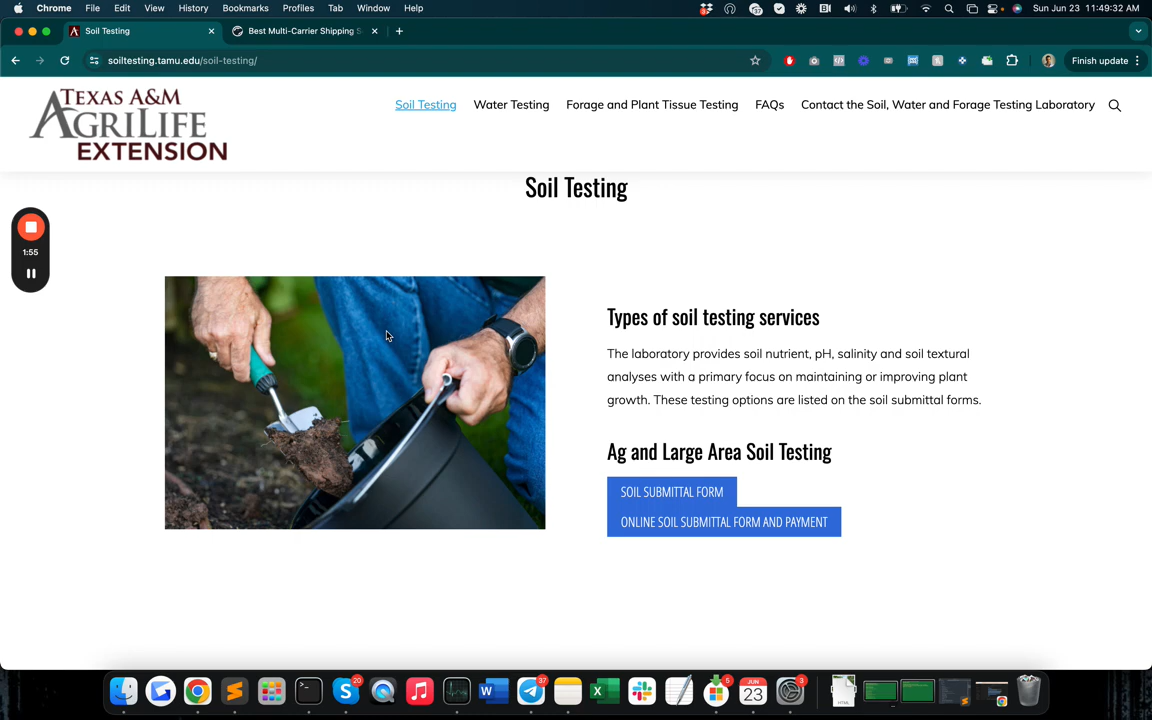 Chrome File Edit View History Bookmarks Profiles Tab Window Help
Sun Jun 23 11:49:32 AM
Soil Testing
Best Multi-Carrier Shipping S
soiltesting.tamu.edu/soil-testing/
Finish update
TEXAS A&M
AGRILIFE
EXTENSION
Soil Testing Water Testing Forage and Plant Tissue Testing FAQs Contact the Soil, Water and Forage Testing Laboratory
Soil Testing
1:55
Types of soil testing services
The laboratory provides soil nutrient, pH, salinity and soil textural
analyses with a primary focus on maintaining or improving plant
growth. These testing options are listed on the soil submittal forms.
Ag and Large Area Soil Testing
SOIL SUBMITTAL FORM
ONLINE SOIL SUBMITTAL FORM AND PAYMENT
20
37
5
JUN
23
3